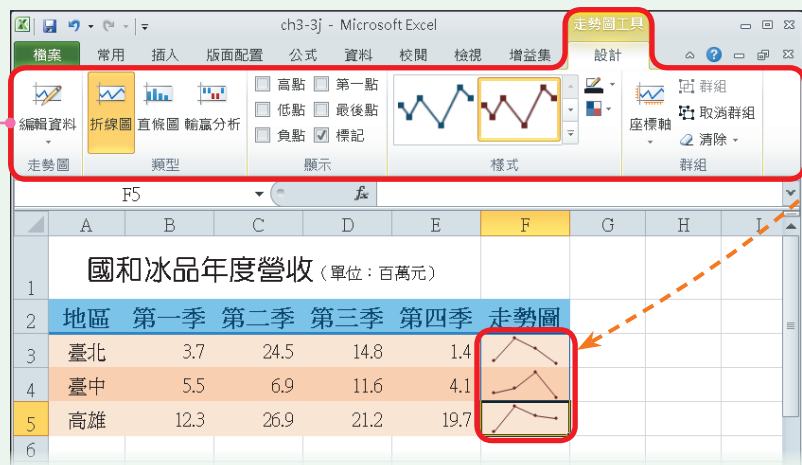 ch3-3j - Microsoft Excel 走勢圖工具
檔案 常用 插入 版面配置 公式 資料 校閱 檢視 增益集 設計
編輯資料 折線圖 直條圖 輸贏分析
高點 第一點
低點 最後點
負點 標記
座標軸
群組
取消群組
清除
走勢圖 類型 顯示 樣式 群組
F5 fx
A B C D E F G H I
1 國和冰品年度營收(單位：百萬元)
2 地區 第一季 第二季 第三季 第四季 走勢圖
3 臺北 3.7 24.5 14.8 1.4
4 臺中 5.5 6.9 11.6 4.1
5 高雄 12.3 26.9 21.2 19.7
6